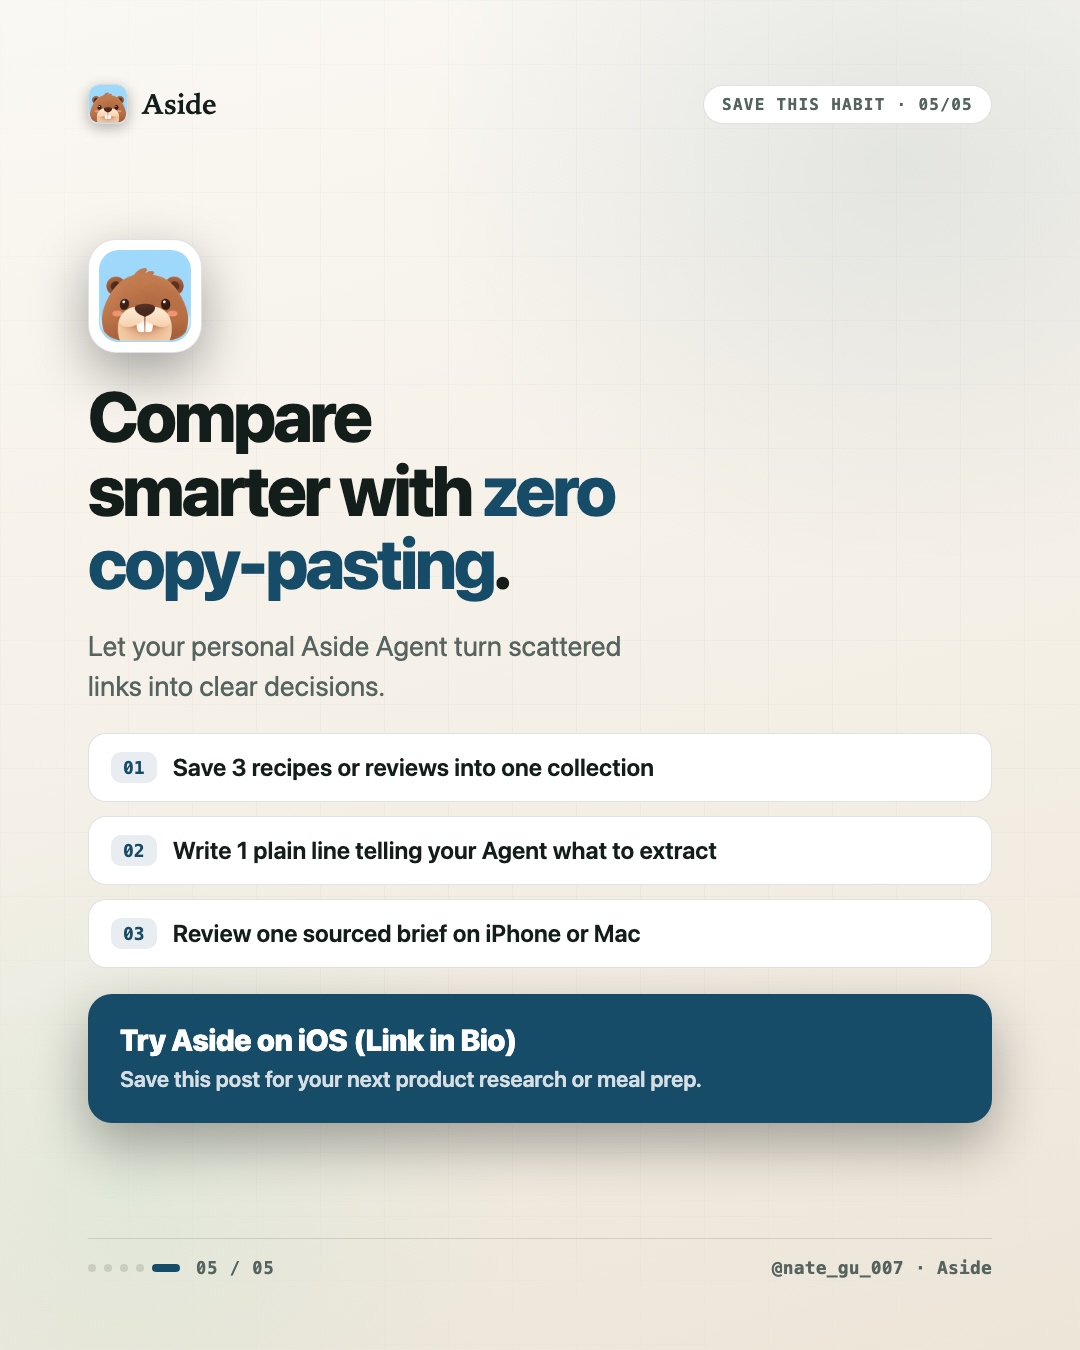 Aside
SAVE THIS HABIT · 05/05
Compare
smarter with zero
copy-pasting.
Let your personal Aside Agent turn scattered
links into clear decisions.
01 Save 3 recipes or reviews into one collection
02 Write 1 plain line telling your Agent what to extract
03 Review one sourced brief on iPhone or Mac
Try Aside on iOS (Link in Bio)
Save this post for your next product research or meal prep.
05 / 05
@nate_gu_007 · Aside